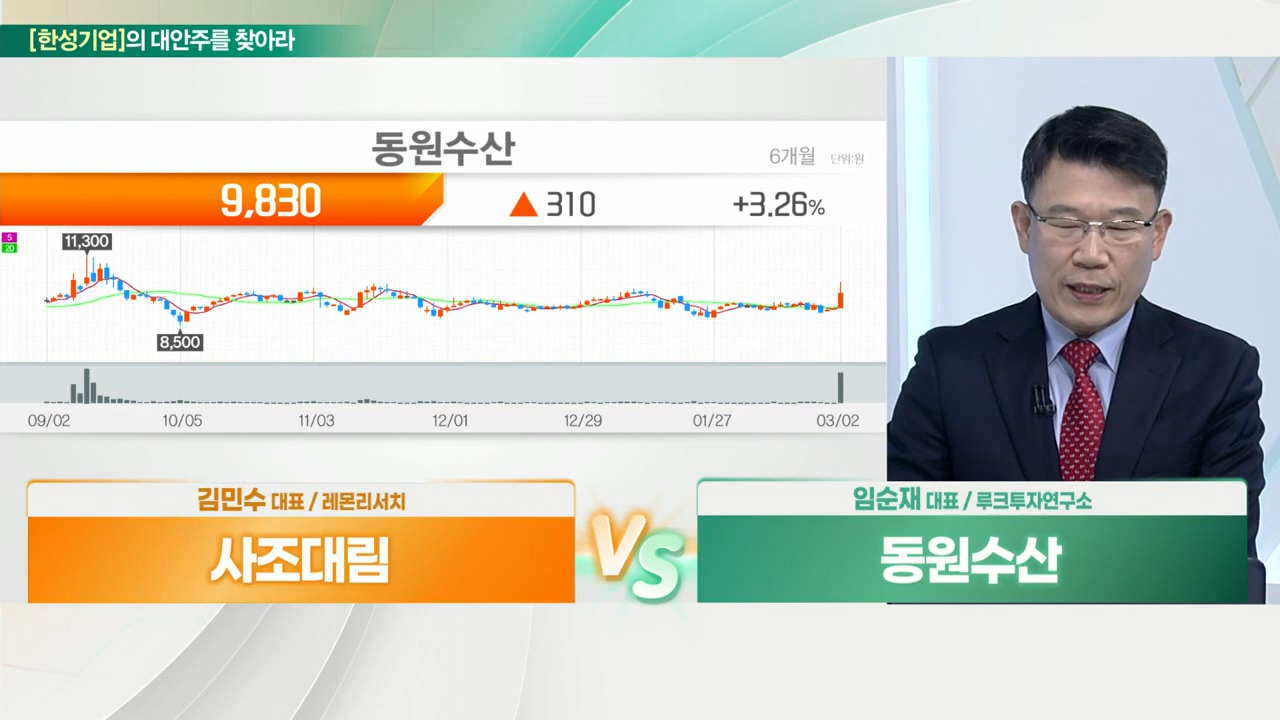 [한성기업]의 대안주를 찾아라
동원수산
6개월 단위:원
9,830 ▲ 310 +3.26%
5
20
11,300
8,500
09/02 10/05 11/03 12/01 12/29 01/27 03/02
김민수 대표 / 레몬리서치
사조대림
VS
임순재 대표 / 루크투자연구소
동원수산